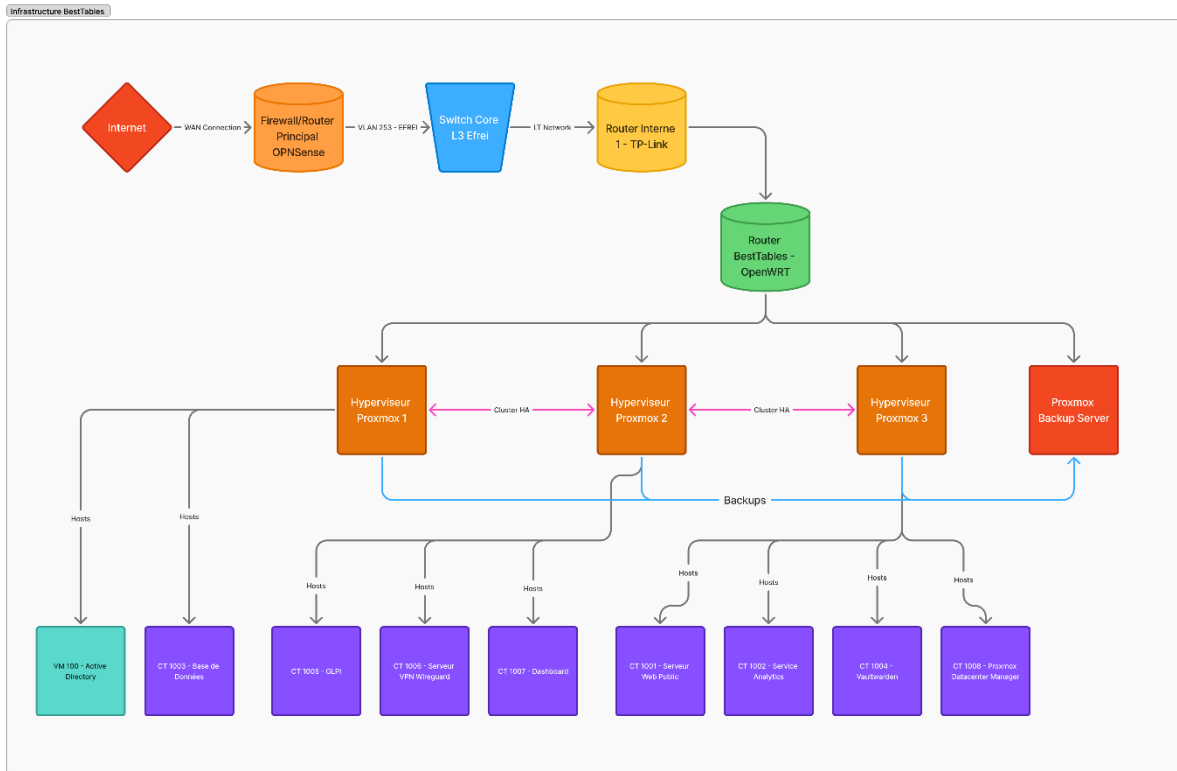 Infrastructure BestTables
Internet
WAN Connection
Firewall/Router
Principal
OPNSense
VLAN 253 - EFREI
Switch Core
L3 Efrei
LT Network
Router Interne
1 - TP-Link
Router
BestTables -
OpenWRT
Hyperviseur
Proxmox 1
Cluster HA
Hyperviseur
Proxmox 2
Cluster HA
Hyperviseur
Proxmox 3
Proxmox
Backup Server
Backups
Hosts
Hosts
Hosts
Hosts
Hosts
Hosts
Hosts
Hosts
Hosts
VM 100 - Active
Directory
CT 1003 - Base de
Données
CT 1005 - GLPI
CT 1006 - Serveur
VPN Wireguard
CT 1007 - Dashboard
CT 1001 - Serveur
Web Public
CT 1002 - Service
Analytics
CT 1004 -
Vaultwarden
CT 1008 - Proxmox
Datacenter Manager